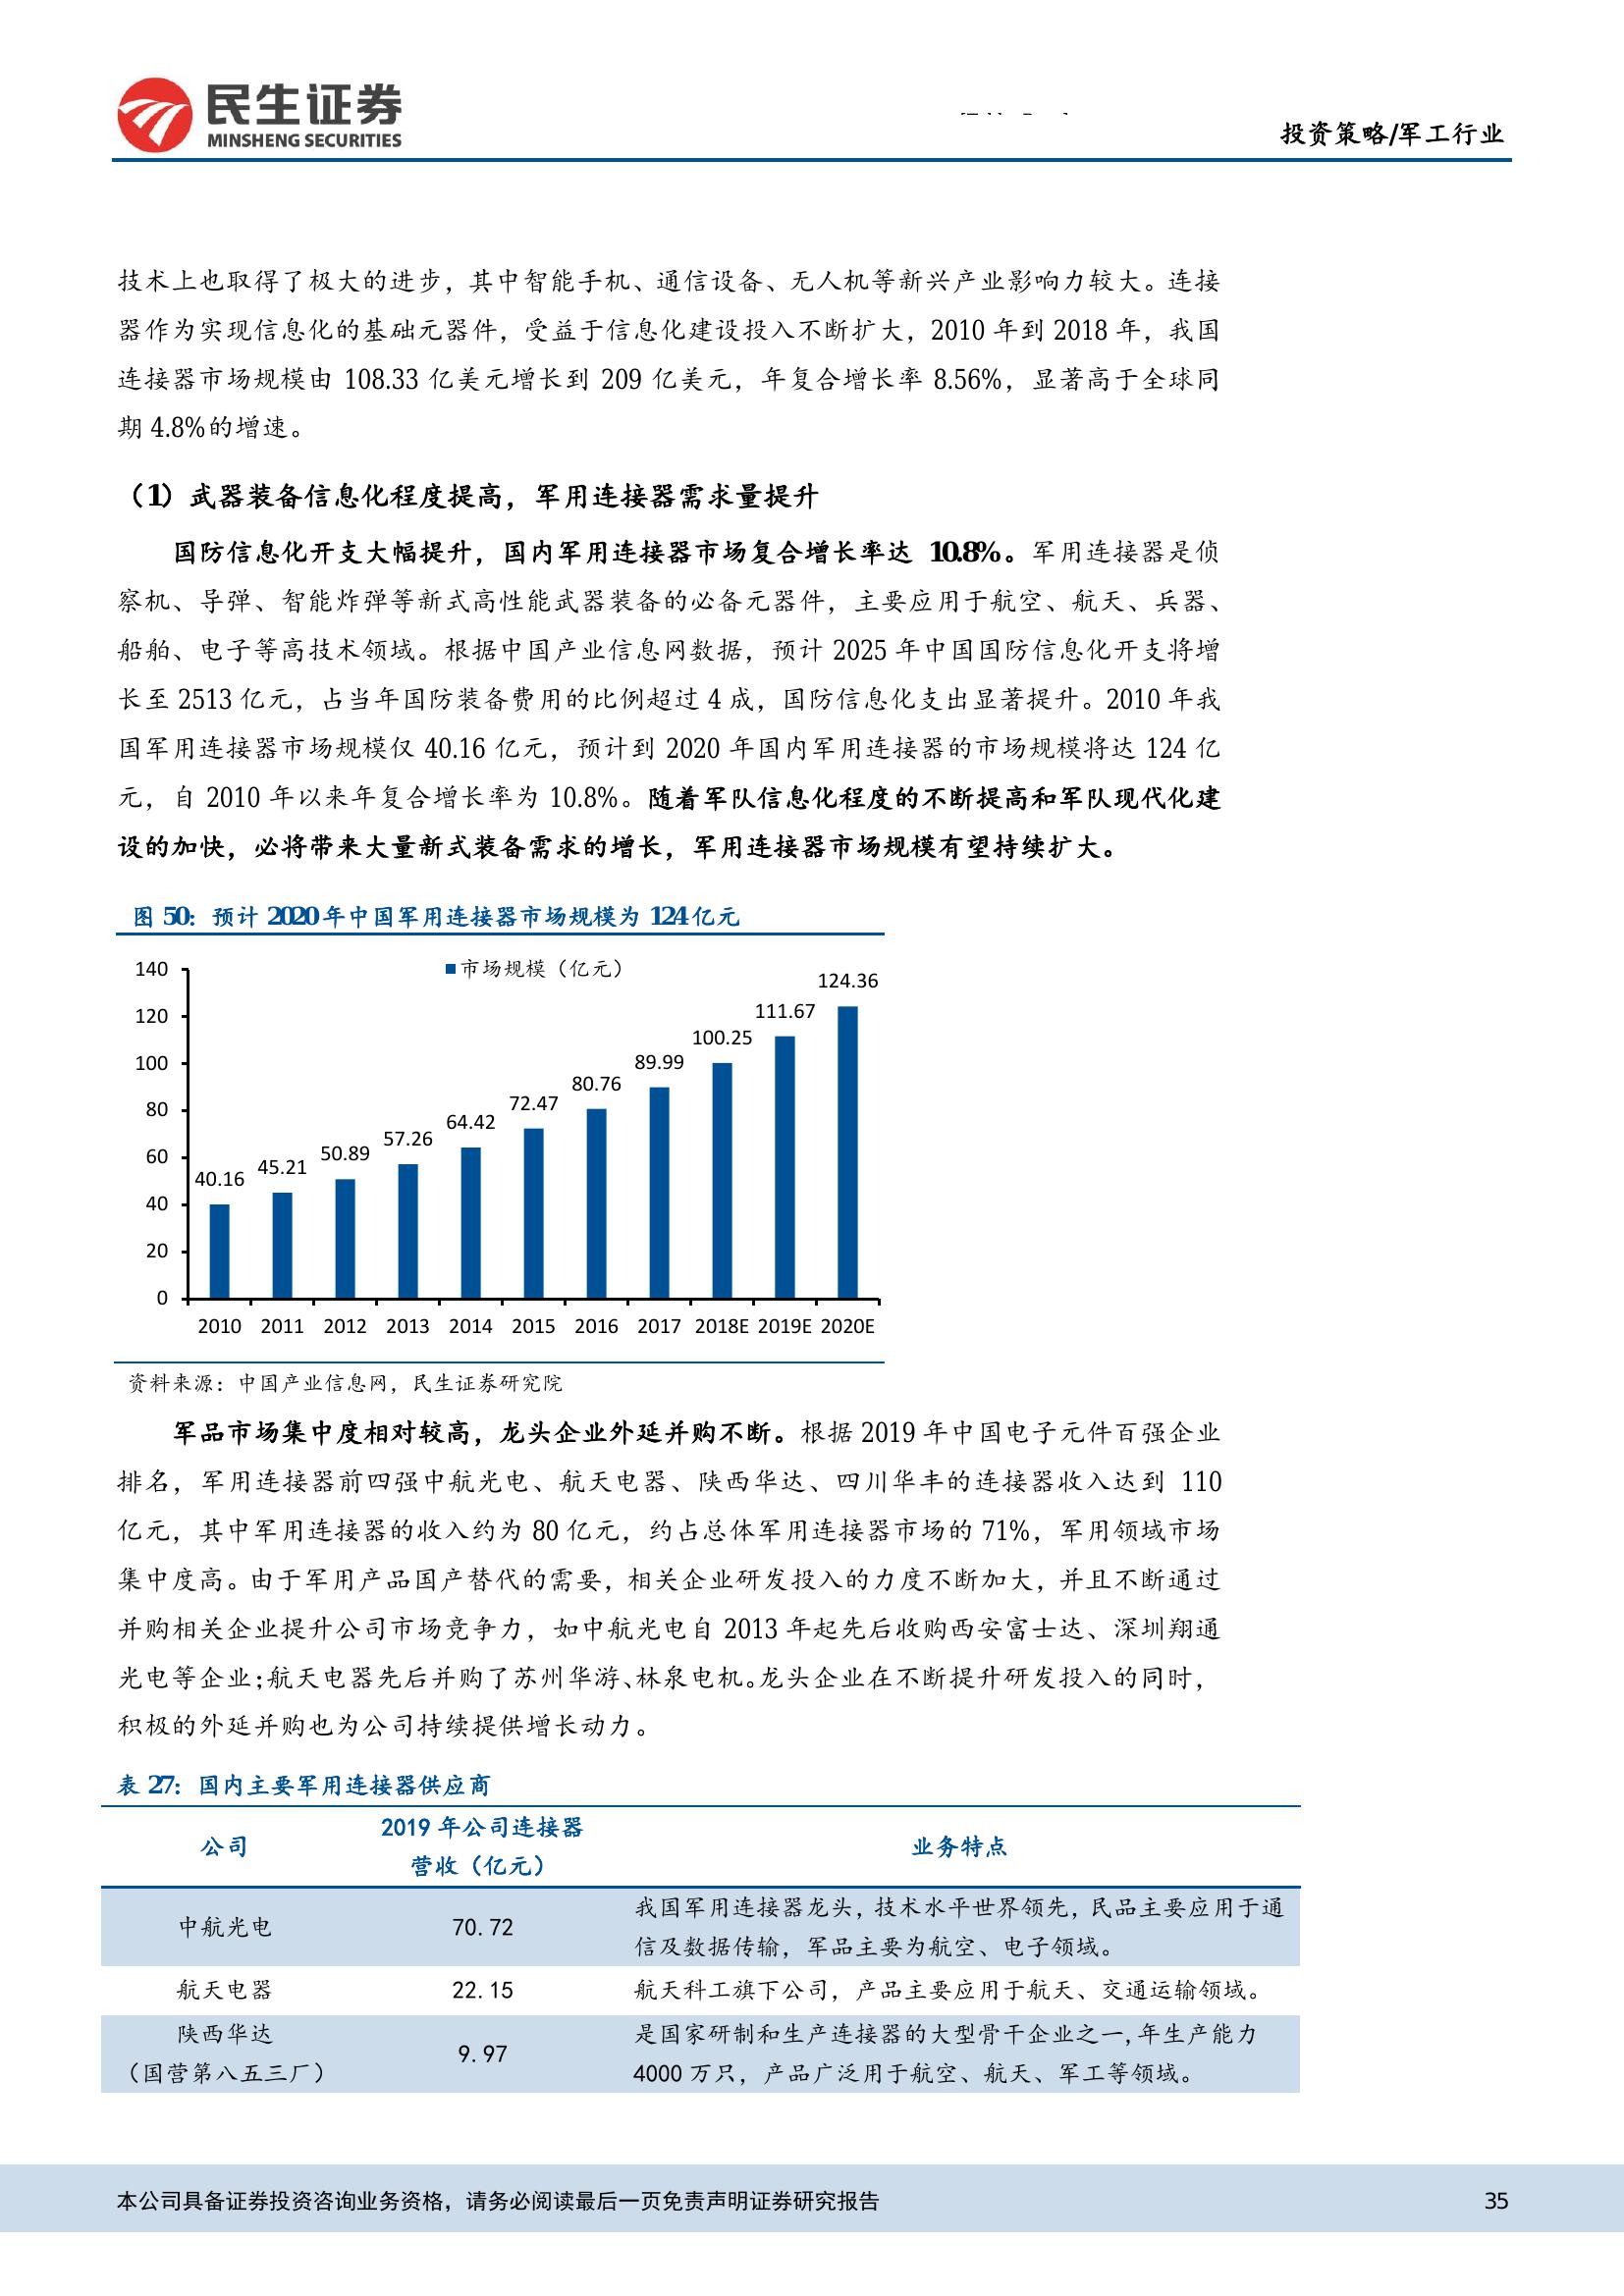 民生证券
MINSHENG SECURITIES
投资策略/军工行业
技术上也取得了极大的进步，其中智能手机、通信设备、无人机等新兴产业影响力较大。连接
器作为实现信息化的基础元器件，受益于信息化建设投入不断扩大，2010 年到 2018 年，我国
连接器市场规模由 108.33 亿美元增长到 209 亿美元，年复合增长率 8.56%，显著高于全球同
期 4.8%的增速。
（1）武器装备信息化程度提高，军用连接器需求量提升
国防信息化开支大幅提升，国内军用连接器市场复合增长率达 10.8%。军用连接器是侦
察机、导弹、智能炸弹等新式高性能武器装备的必备元器件，主要应用于航空、航天、兵器、
船舶、电子等高技术领域。根据中国产业信息网数据，预计 2025 年中国国防信息化开支将增
长至 2513 亿元，占当年国防装备费用的比例超过 4 成，国防信息化支出显著提升。2010 年我
国军用连接器市场规模仅 40.16 亿元，预计到 2020 年国内军用连接器的市场规模将达 124 亿
元，自 2010 年以来年复合增长率为 10.8%。随着军队信息化程度的不断提高和军队现代化建
设的加快，必将带来大量新式装备需求的增长，军用连接器市场规模有望持续扩大。
图 50：预计 2020 年中国军用连接器市场规模为 124 亿元
市场规模（亿元）
140
120
100
80
60
40
20
0
40.16
45.21
50.89
57.26
64.42
72.47
80.76
89.99
100.25
111.67
124.36
2010 2011 2012 2013 2014 2015 2016 2017 2018E 2019E 2020E
资料来源：中国产业信息网，民生证券研究院
军品市场集中度相对较高，龙头企业外延并购不断。根据 2019 年中国电子元件百强企业
排名，军用连接器前四强中航光电、航天电器、陕西华达、四川华丰的连接器收入达到 110
亿元，其中军用连接器的收入约为 80 亿元，约占总体军用连接器市场的 71%，军用领域市场
集中度高。由于军用产品国产替代的需要，相关企业研发投入的力度不断加大，并且不断通过
并购相关企业提升公司市场竞争力，如中航光电自 2013 年起先后收购西安富士达、深圳翔通
光电等企业；航天电器先后并购了苏州华游、林泉电机。龙头企业在不断提升研发投入的同时，
积极的外延并购也为公司持续提供增长动力。
表 27：国内主要军用连接器供应商
公司
2019 年公司连接器
营收（亿元）
业务特点
中航光电
70.72
我国军用连接器龙头，技术水平世界领先，民品主要应用于通
信及数据传输，军品主要为航空、电子领域。
航天电器
22.15
航天科工旗下公司，产品主要应用于航天、交通运输领域。
陕西华达
（国营第八五三厂）
9.97
是国家研制和生产连接器的大型骨干企业之一，年生产能力
4000 万只，产品广泛用于航空、航天、军工等领域。
本公司具备证券投资咨询业务资格，请务必阅读最后一页免责声明证券研究报告
35